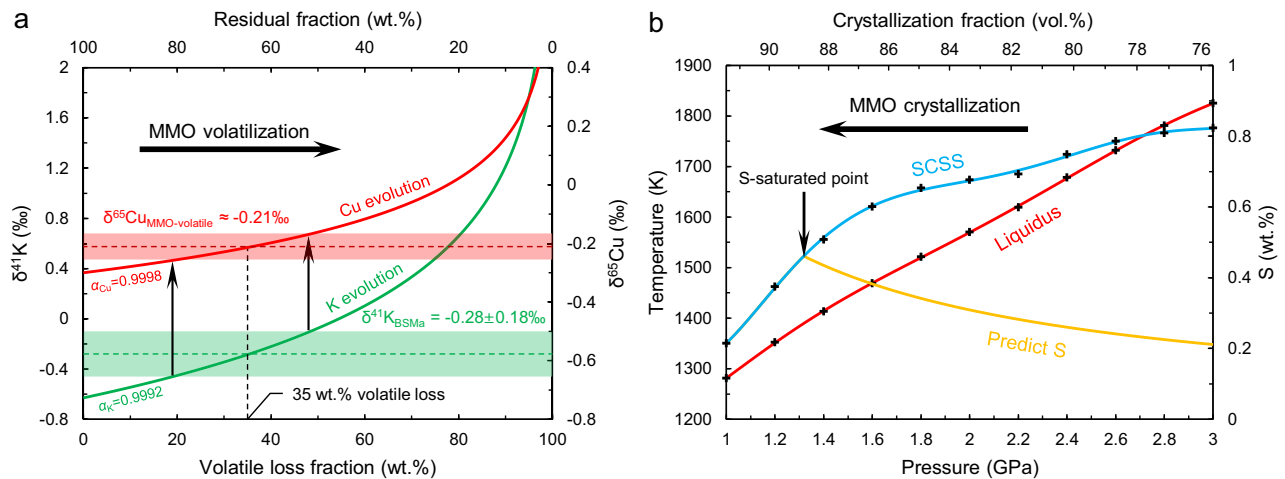 a
Residual fraction (wt.%)
100 80 60 40 20 0
2 1.6 1.2 0.8 0.4 0 -0.4 -0.8
δ⁴¹K (‰)
MMO volatilization
Cu evolution
δ⁶⁵Cu_MMO-volatile ≈ -0.21‰
α_Cu=0.9998
K evolution
δ⁴¹K_BSMa = -0.28±0.18‰
α_K=0.9992
35 wt.% volatile loss
0.4 0.2 0 -0.2 -0.4 -0.6 -0.8
δ⁶⁵Cu (‰)
0 20 40 60 80 100
Volatile loss fraction (wt.%)
b
Crystallization fraction (vol.%)
90 88 86 84 82 80 78 76
1900 1800 1700 1600 1500 1400 1300 1200
Temperature (K)
MMO crystallization
SCSS
S-saturated point
Liquidus
Predict S
1 0.8 0.6 0.4 0.2 0
S (wt.%)
1 1.2 1.4 1.6 1.8 2 2.2 2.4 2.6 2.8 3
Pressure (GPa)